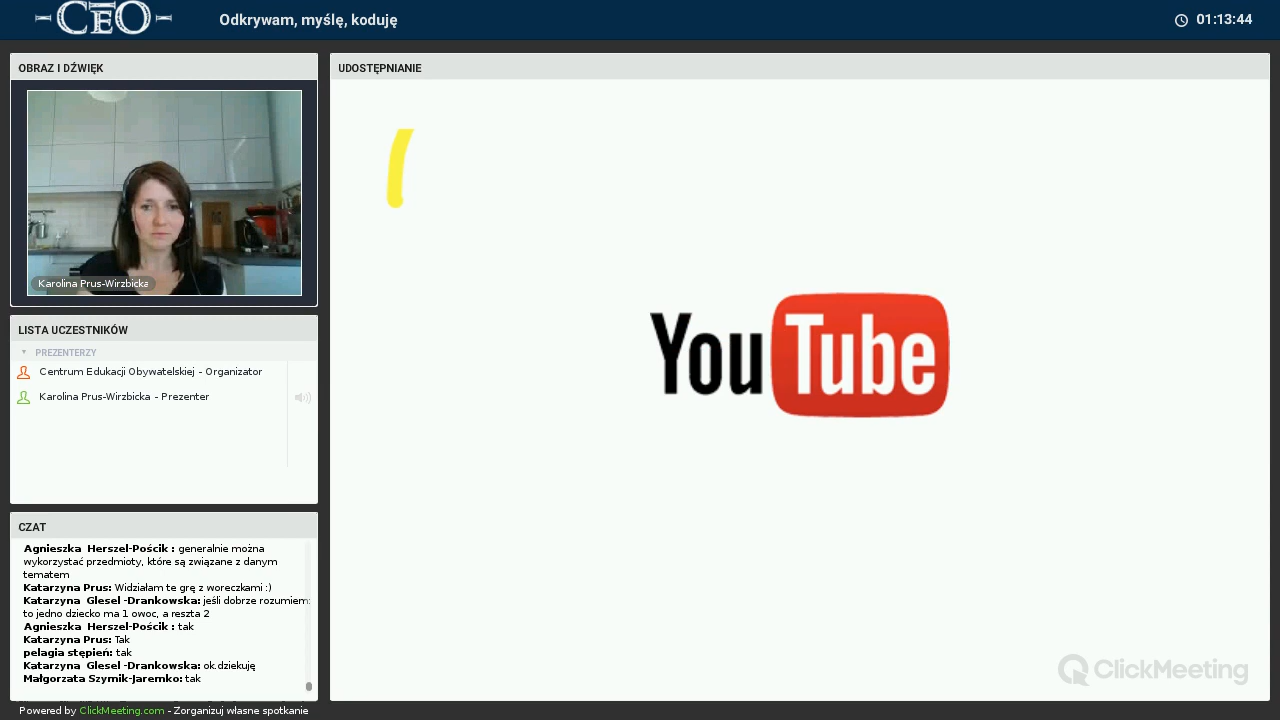 CEO
Odkrywam, myślę, koduję
01:13:44
OBRAZ I DŹWIĘK
UDOSTĘPNIANIE
Karolina Prus-Wirzbicka
LISTA UCZESTNIKÓW
PREZENTERZY
Centrum Edukacji Obywatelskiej - Organizator
Karolina Prus-Wirzbicka - Prezenter
YouTube
CZAT
Agnieszka Herszel-Pościk : generalnie można
wykorzystać przedmioty, które są związane z danym
tematem
Katarzyna Prus: Widziałam te grę z woreczkami :)
Katarzyna Glesel -Drankowska: jeśli dobrze rozumiem:
to jedno dziecko ma 1 owoc, a reszta 2
Agnieszka Herszel-Pościk : tak
Katarzyna Prus: Tak
pelagia stępień: tak
Katarzyna Glesel -Drankowska: ok.dziekuję
Małgorzata Szymik-Jaremko: tak
ClickMeeting
Powered by ClickMeeting.com - Zorganizuj własne spotkanie